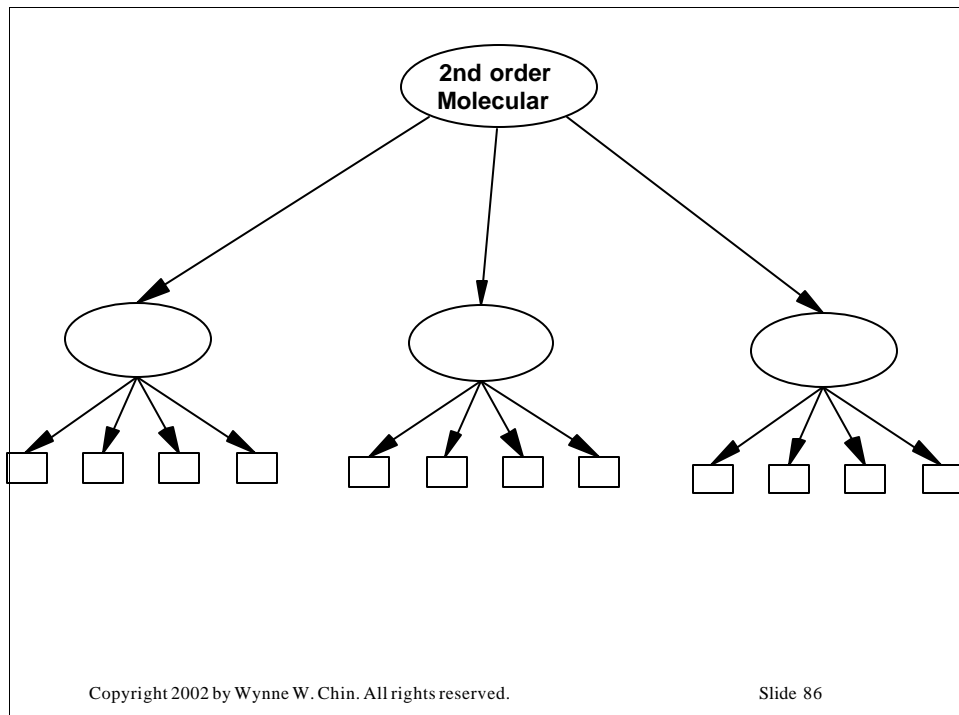 2nd order
Molecular
Copyright 2002 by Wynne W. Chin. All rights reserved.
Slide 86